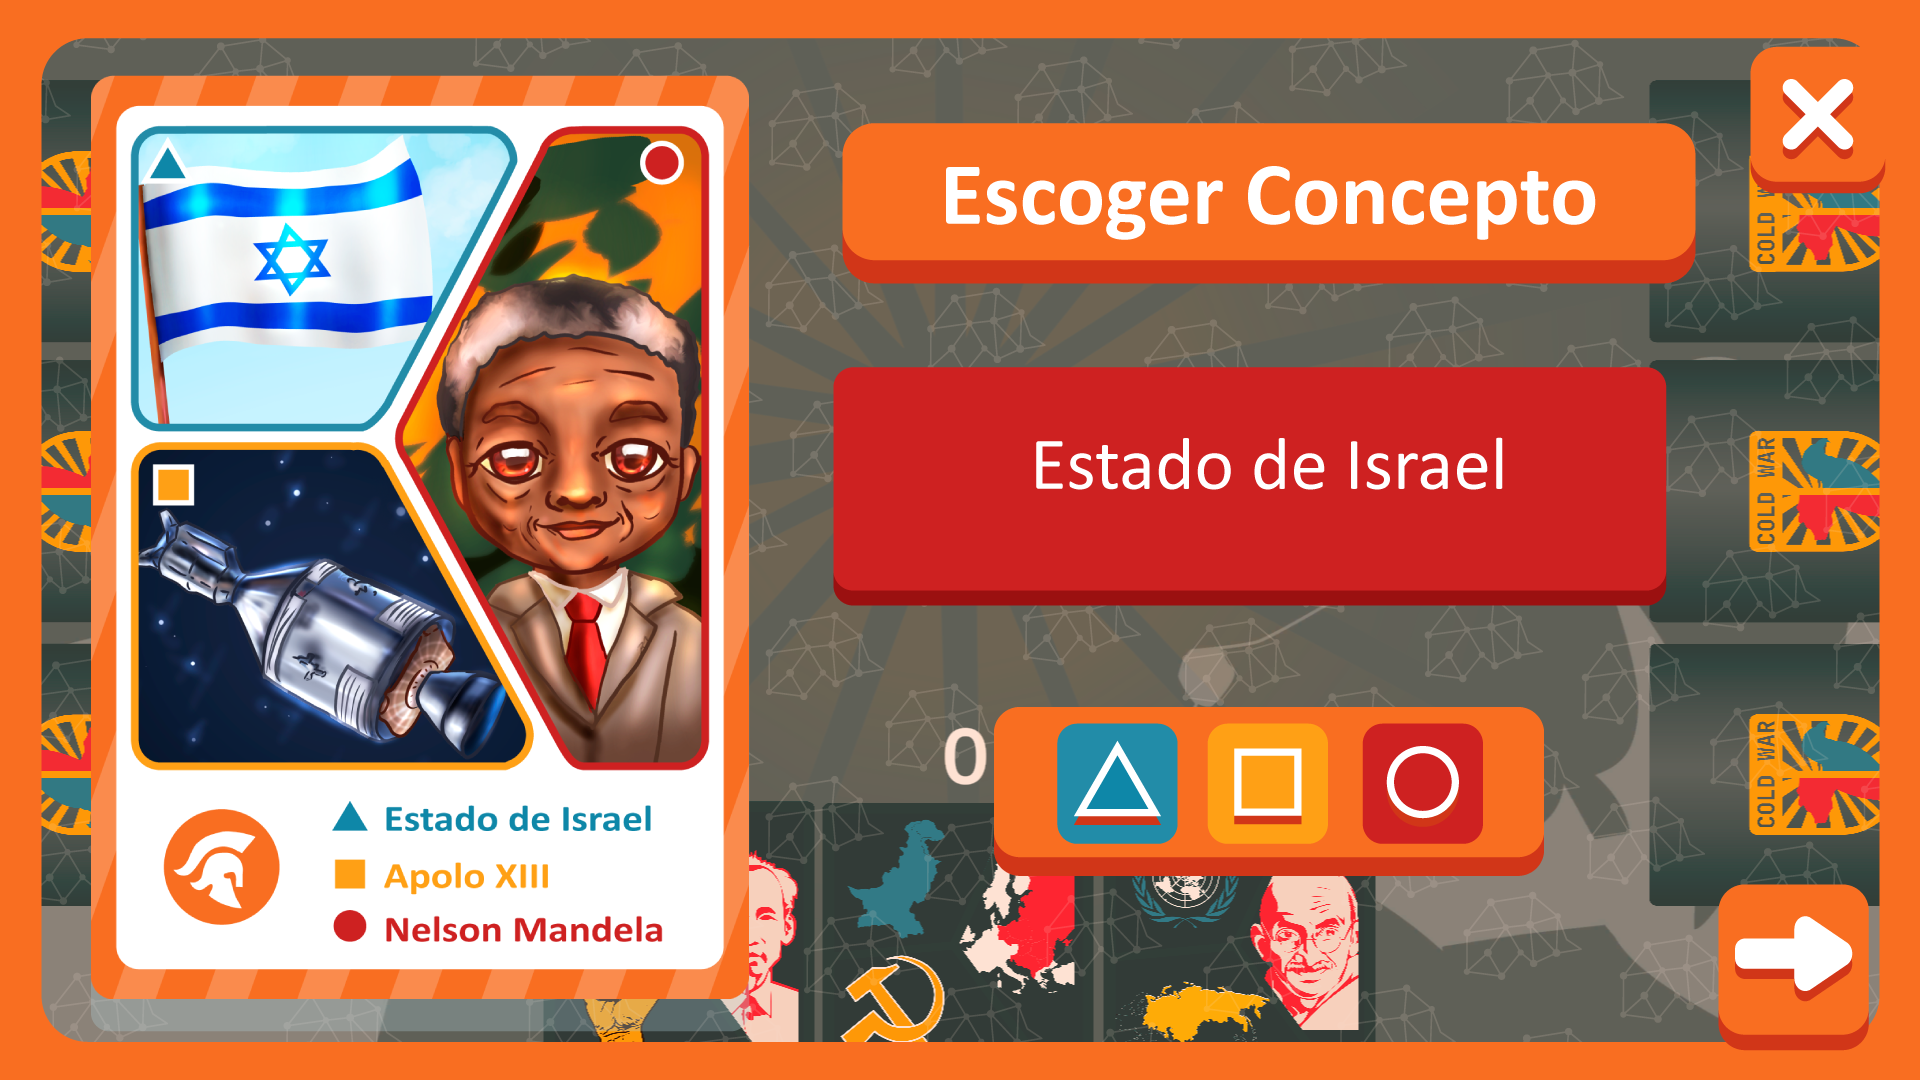 Escoger Concepto
Estado de Israel
Estado de Israel
Apolo XIII
Nelson Mandela
0
COLD W
COLD WAR
COLD WAR